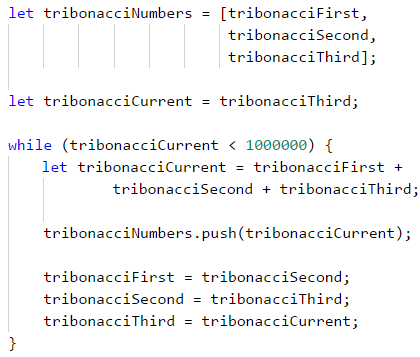 let tribonacciNumbers = [tribonacciFirst,
tribonacciSecond,
tribonacciThird];
let tribonacciCurrent = tribonacciThird;
while (tribonacciCurrent < 1000000) {
let tribonacciCurrent = tribonacciFirst +
tribonacciSecond + tribonacciThird;
tribonacciNumbers.push(tribonacciCurrent);
tribonacciFirst = tribonacciSecond;
tribonacciSecond = tribonacciThird;
tribonacciThird = tribonacciCurrent;
}